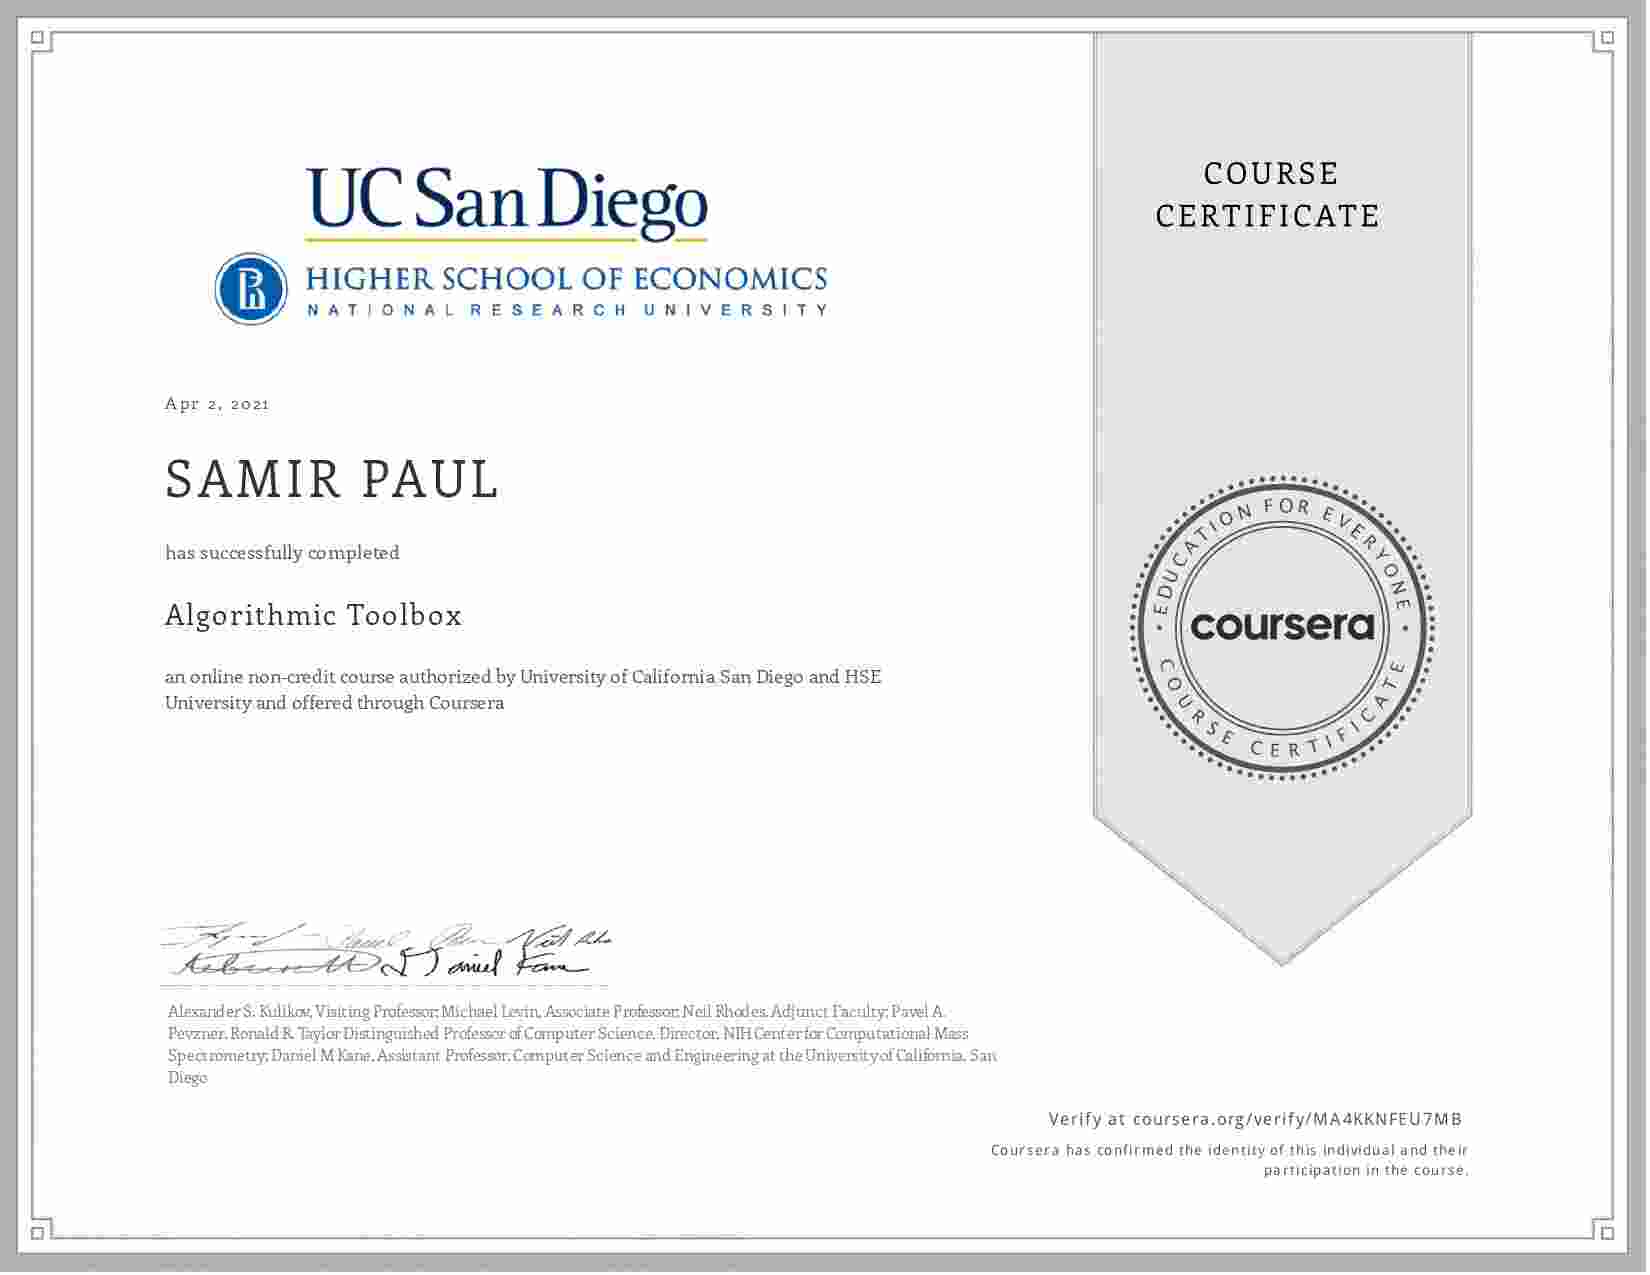 COURSE
CERTIFICATE
UC San Diego
HIGHER SCHOOL OF ECONOMICS
NATIONAL RESEARCH UNIVERSITY
Apr 2, 2021
SAMIR PAUL
has successfully completed
Algorithmic Toolbox
an online non-credit course authorized by University of California San Diego and HSE
University and offered through Coursera
EDUCATION FOR EVERYONE
coursera
COURSE CERTIFICATE
Daniel Kane
Alexander S. Kulikov, Visiting Professor; Michael Levin, Associate Professor; Neil Rhodes, Adjunct Faculty; Pavel A.
Pevzner, Ronald R. Taylor Distinguished Professor of Computer Science, Director, NIH Center for Computational Mass
Spectrometry; Daniel M Kane, Assistant Professor, Computer Science and Engineering at the University of California, San
Diego
Verify at coursera.org/verify/MA4KKNFEU7MB
Coursera has confirmed the identity of this individual and their
participation in the course.